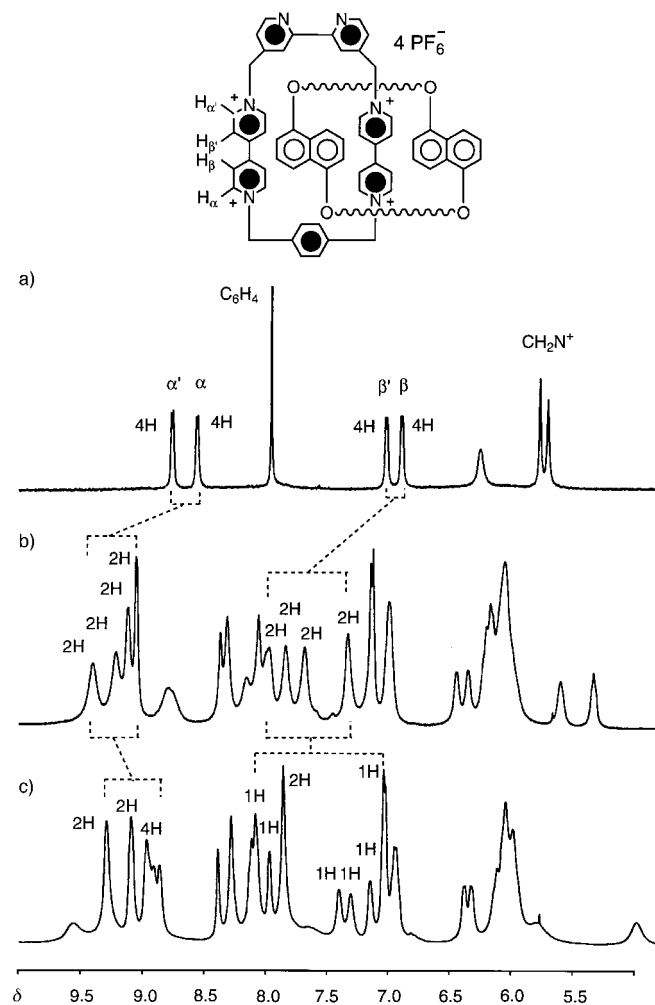 N N
4 PF₆⁻
Hα' + N O + N O
Hβ'
Hβ
Hα + N O N + O
a)
C₆H₄
CH₂N⁺
α' α β' β
4H 4H 4H 4H
b)
2H 2H 2H 2H 2H 2H 2H 2H
c)
2H 2H 4H 1H 1H 2H 1H 1H 1H 1H
δ 9.5 9.0 8.5 8.0 7.5 7.0 6.5 6.0 5.5